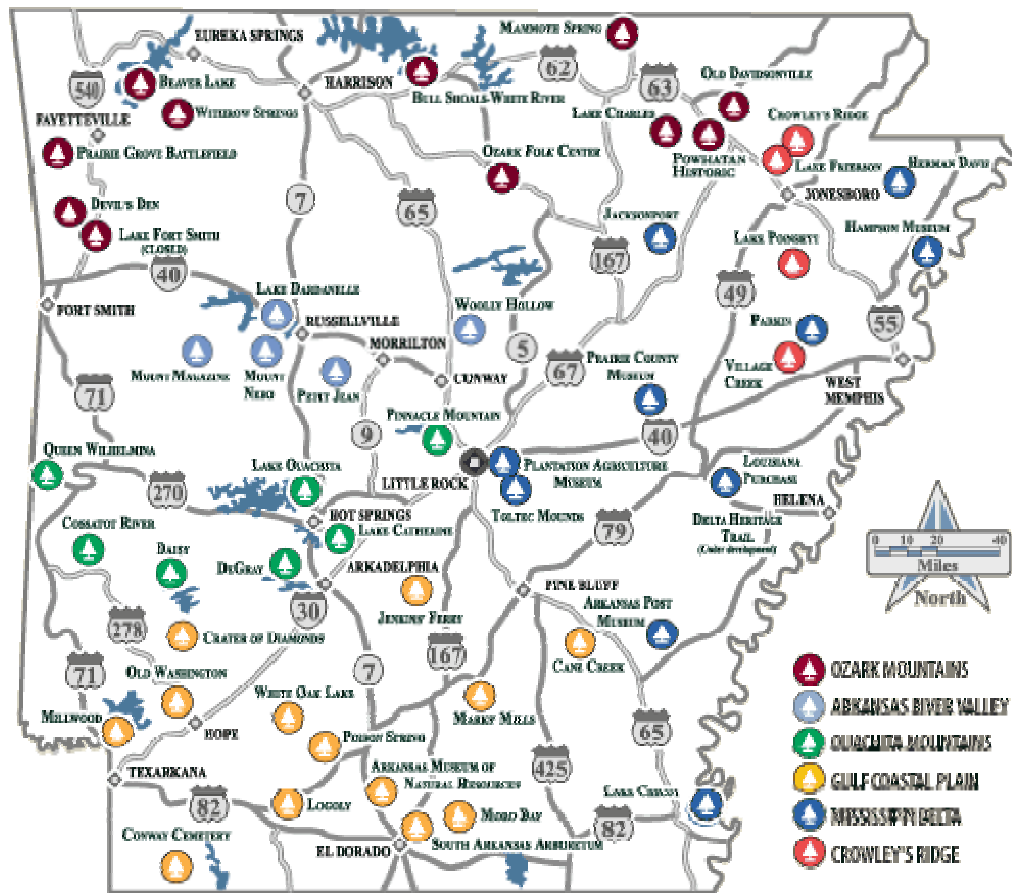 MAMMOTH SPRING
EUREKA SPRINGS
62
OLD DAVIDSONVILLE
63
BEAVER LAKE
HARRISON
540
BULL SHOALS-WHITE RIVER
WITHROW SPRINGS
LAKE CHARLES
CROWLEY'S RIDGE
FAYETTEVILLE
PRAIRIE GROVE BATTLEFIELD
OZARK FOLK CENTER
POWHATAN
HISTORIC
LAKE FRIERSON
HERMAN DAVIS
JONESBORO
7
65
DEVIL'S DEN
JACKSONPORT
HAMPSON MUSEUM
LAKE FORT SMITH
(CLOSED)
LAKE POINSETT
40
167
49
LAKE DARDANELLE
WOOLLY HOLLOW
FORT SMITH
RUSSELLVILLE
PARKIN
55
MORRILTON
5
PRAIRIE COUNTY
MUSEUM
67
VILLAGE
CREEK
MOUNT MAGAZINE
MOUNT
NEBO
PETIT JEAN
CONWAY
WEST
MEMPHIS
71
PINNACLE MOUNTAIN
9
40
QUEEN WILHELMINA
LAKE OUACHITA
LITTLE ROCK
PLANTATION AGRICULTURE
MUSEUM
LOUISIANA
PURCHASE
270
HELENA
HOT SPRINGS
TOLTEC MOUNDS
COSSATOT RIVER
LAKE CATHERINE
79
DELTA HERITAGE
TRAIL
(Under development)
0 10 20 40
Miles
North
DAISY
DEGRAY
ARKADELPHIA
PINE BLUFF
30
JENKINS' FERRY
ARKANSAS POST
MUSEUM
278
CRATER OF DIAMONDS
CANE CREEK
167
OLD WASHINGTON
71
7
OZARK MOUNTAINS
WHITE OAK LAKE
MARKS' MILLS
ARKANSAS RIVER VALLEY
MILLWOOD
HOPE
65
POISON SPRING
OUACHITA MOUNTAINS
TEXARKANA
ARKANSAS MUSEUM OF
NATURAL RESOURCES
425
GULF COASTAL PLAIN
82
LOGOLY
LAKE CHICOT
MORO BAY
MISSISSIPPI DELTA
82
CONWAY CEMETERY
SOUTH ARKANSAS ARBORETUM
EL DORADO
CROWLEY'S RIDGE